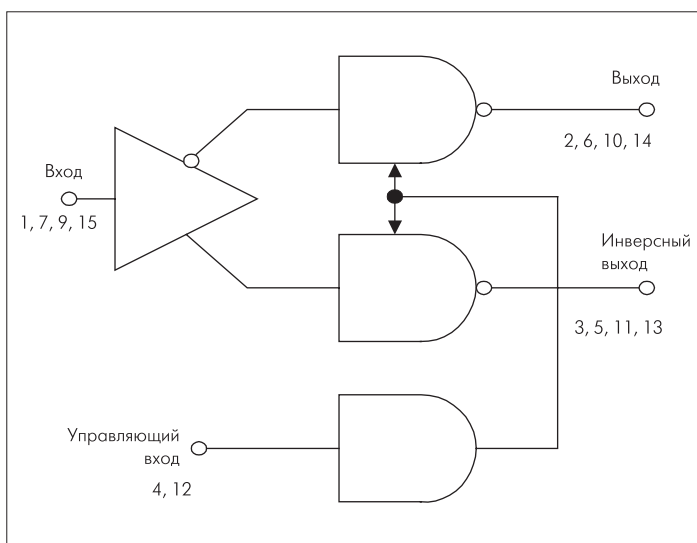 Выход
2, 6, 10, 14
Вход
1, 7, 9, 15
Инверсный
выход
3, 5, 11, 13
Управляющий
вход
4, 12